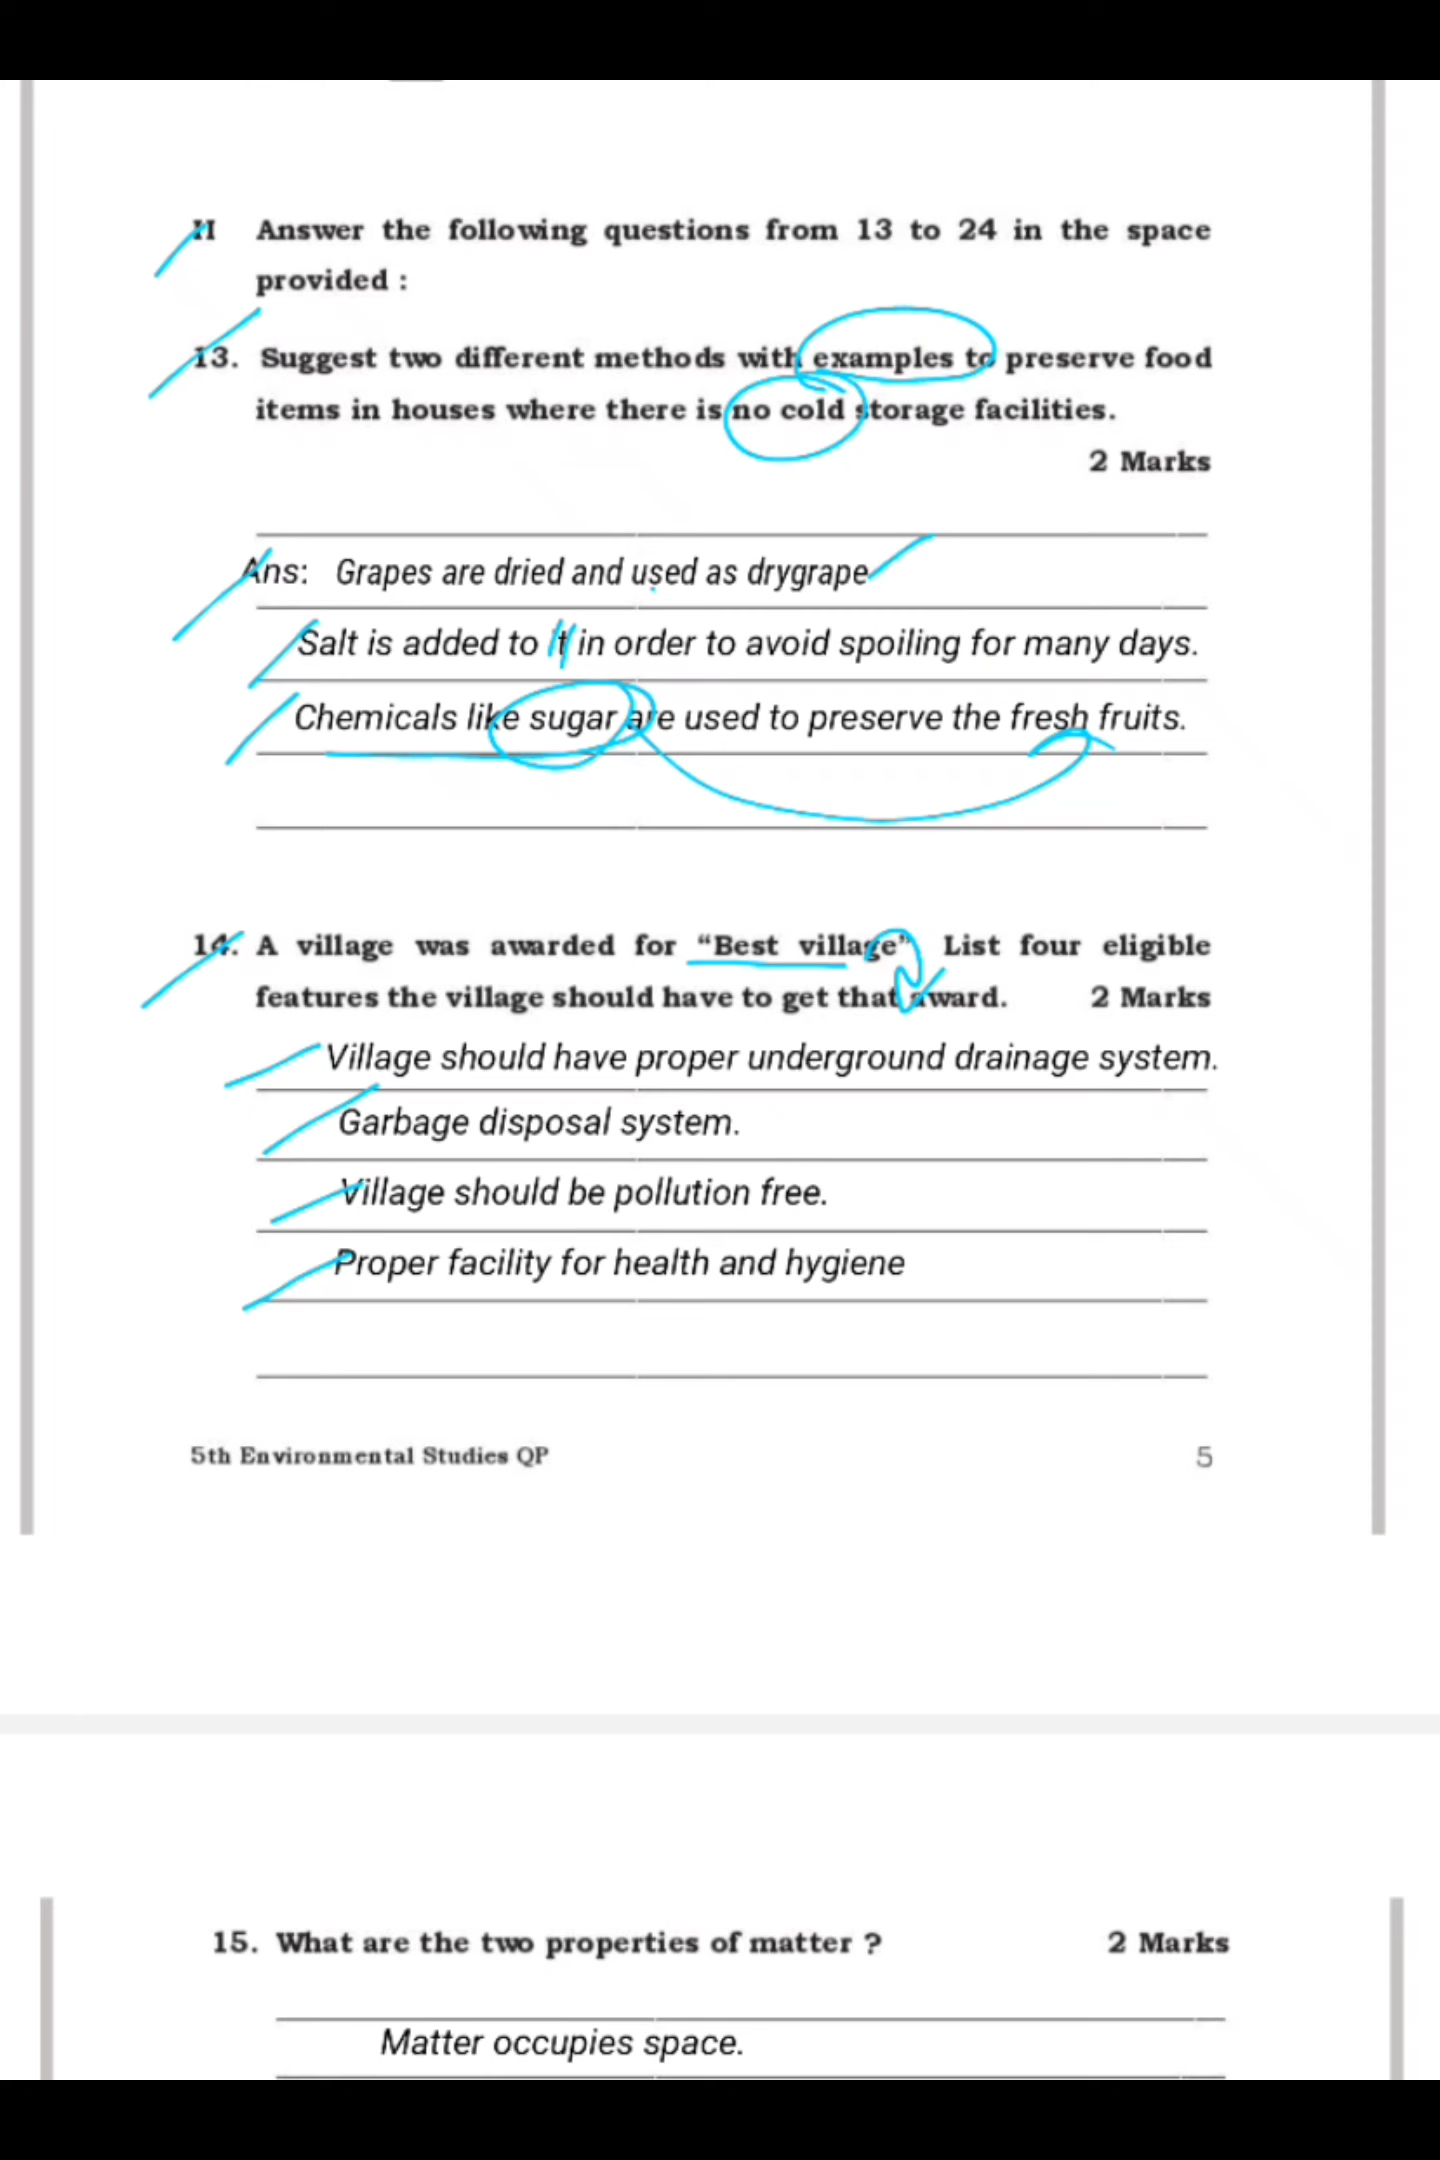 II Answer the following questions from 13 to 24 in the space
provided :
13. Suggest two different methods with examples to preserve food
items in houses where there is no cold storage facilities.
2 Marks
Ans: Grapes are dried and used as drygrape
Salt is added to it in order to avoid spoiling for many days.
Chemicals like sugar are used to preserve the fresh fruits.
14. A village was awarded for “Best village” List four eligible
features the village should have to get that award. 2 Marks
Village should have proper underground drainage system.
Garbage disposal system.
Village should be pollution free.
Proper facility for health and hygiene
5th Environmental Studies QP 5
15. What are the two properties of matter ? 2 Marks
Matter occupies space.